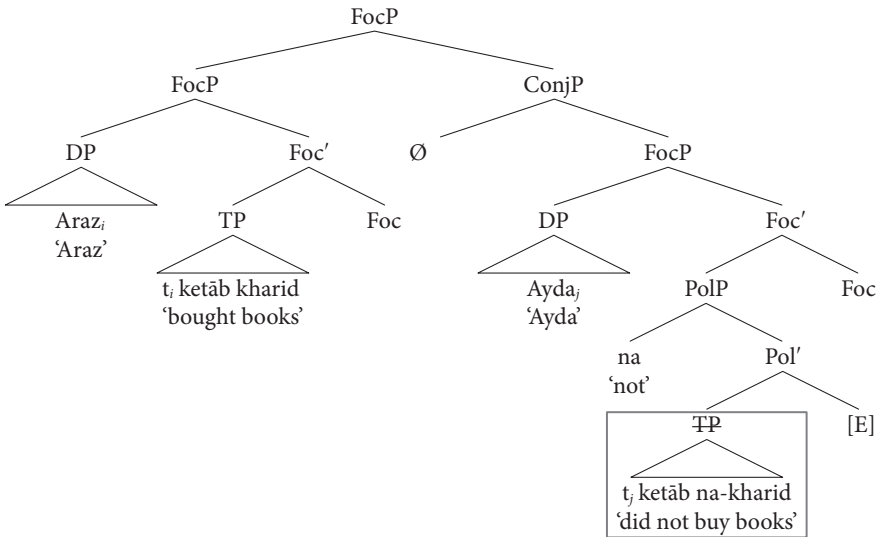 FocP
FocP ConjP
DP Foc′ Ø FocP
Arazᵢ TP Foc DP Foc′
‘Araz’
tᵢ ketāb kharid Aydaⱼ PolP Foc
‘bought books’ ‘Ayda’
na Pol′
‘not’
TP [E]
tⱼ ketāb na-kharid
‘did not buy books’